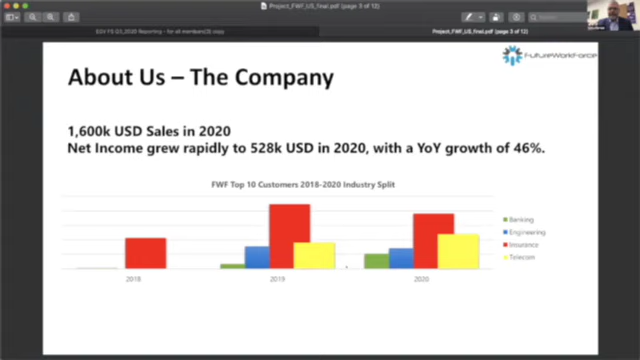 Project_FWF_US_final.pdf (page 3 of 12)
Search
EGV FS Q3_2020 Reporting - for all members(3) copy
Project_FWF_US_final.pdf (page 3 of 12)
FutureWorkForce
About Us – The Company
1,600k USD Sales in 2020
Net Income grew rapidly to 528k USD in 2020, with a YoY growth of 46%.
FWF Top 10 Customers 2018-2020 Industry Split
Banking
Engineering
Insurance
Telecom
2018
2019
2020